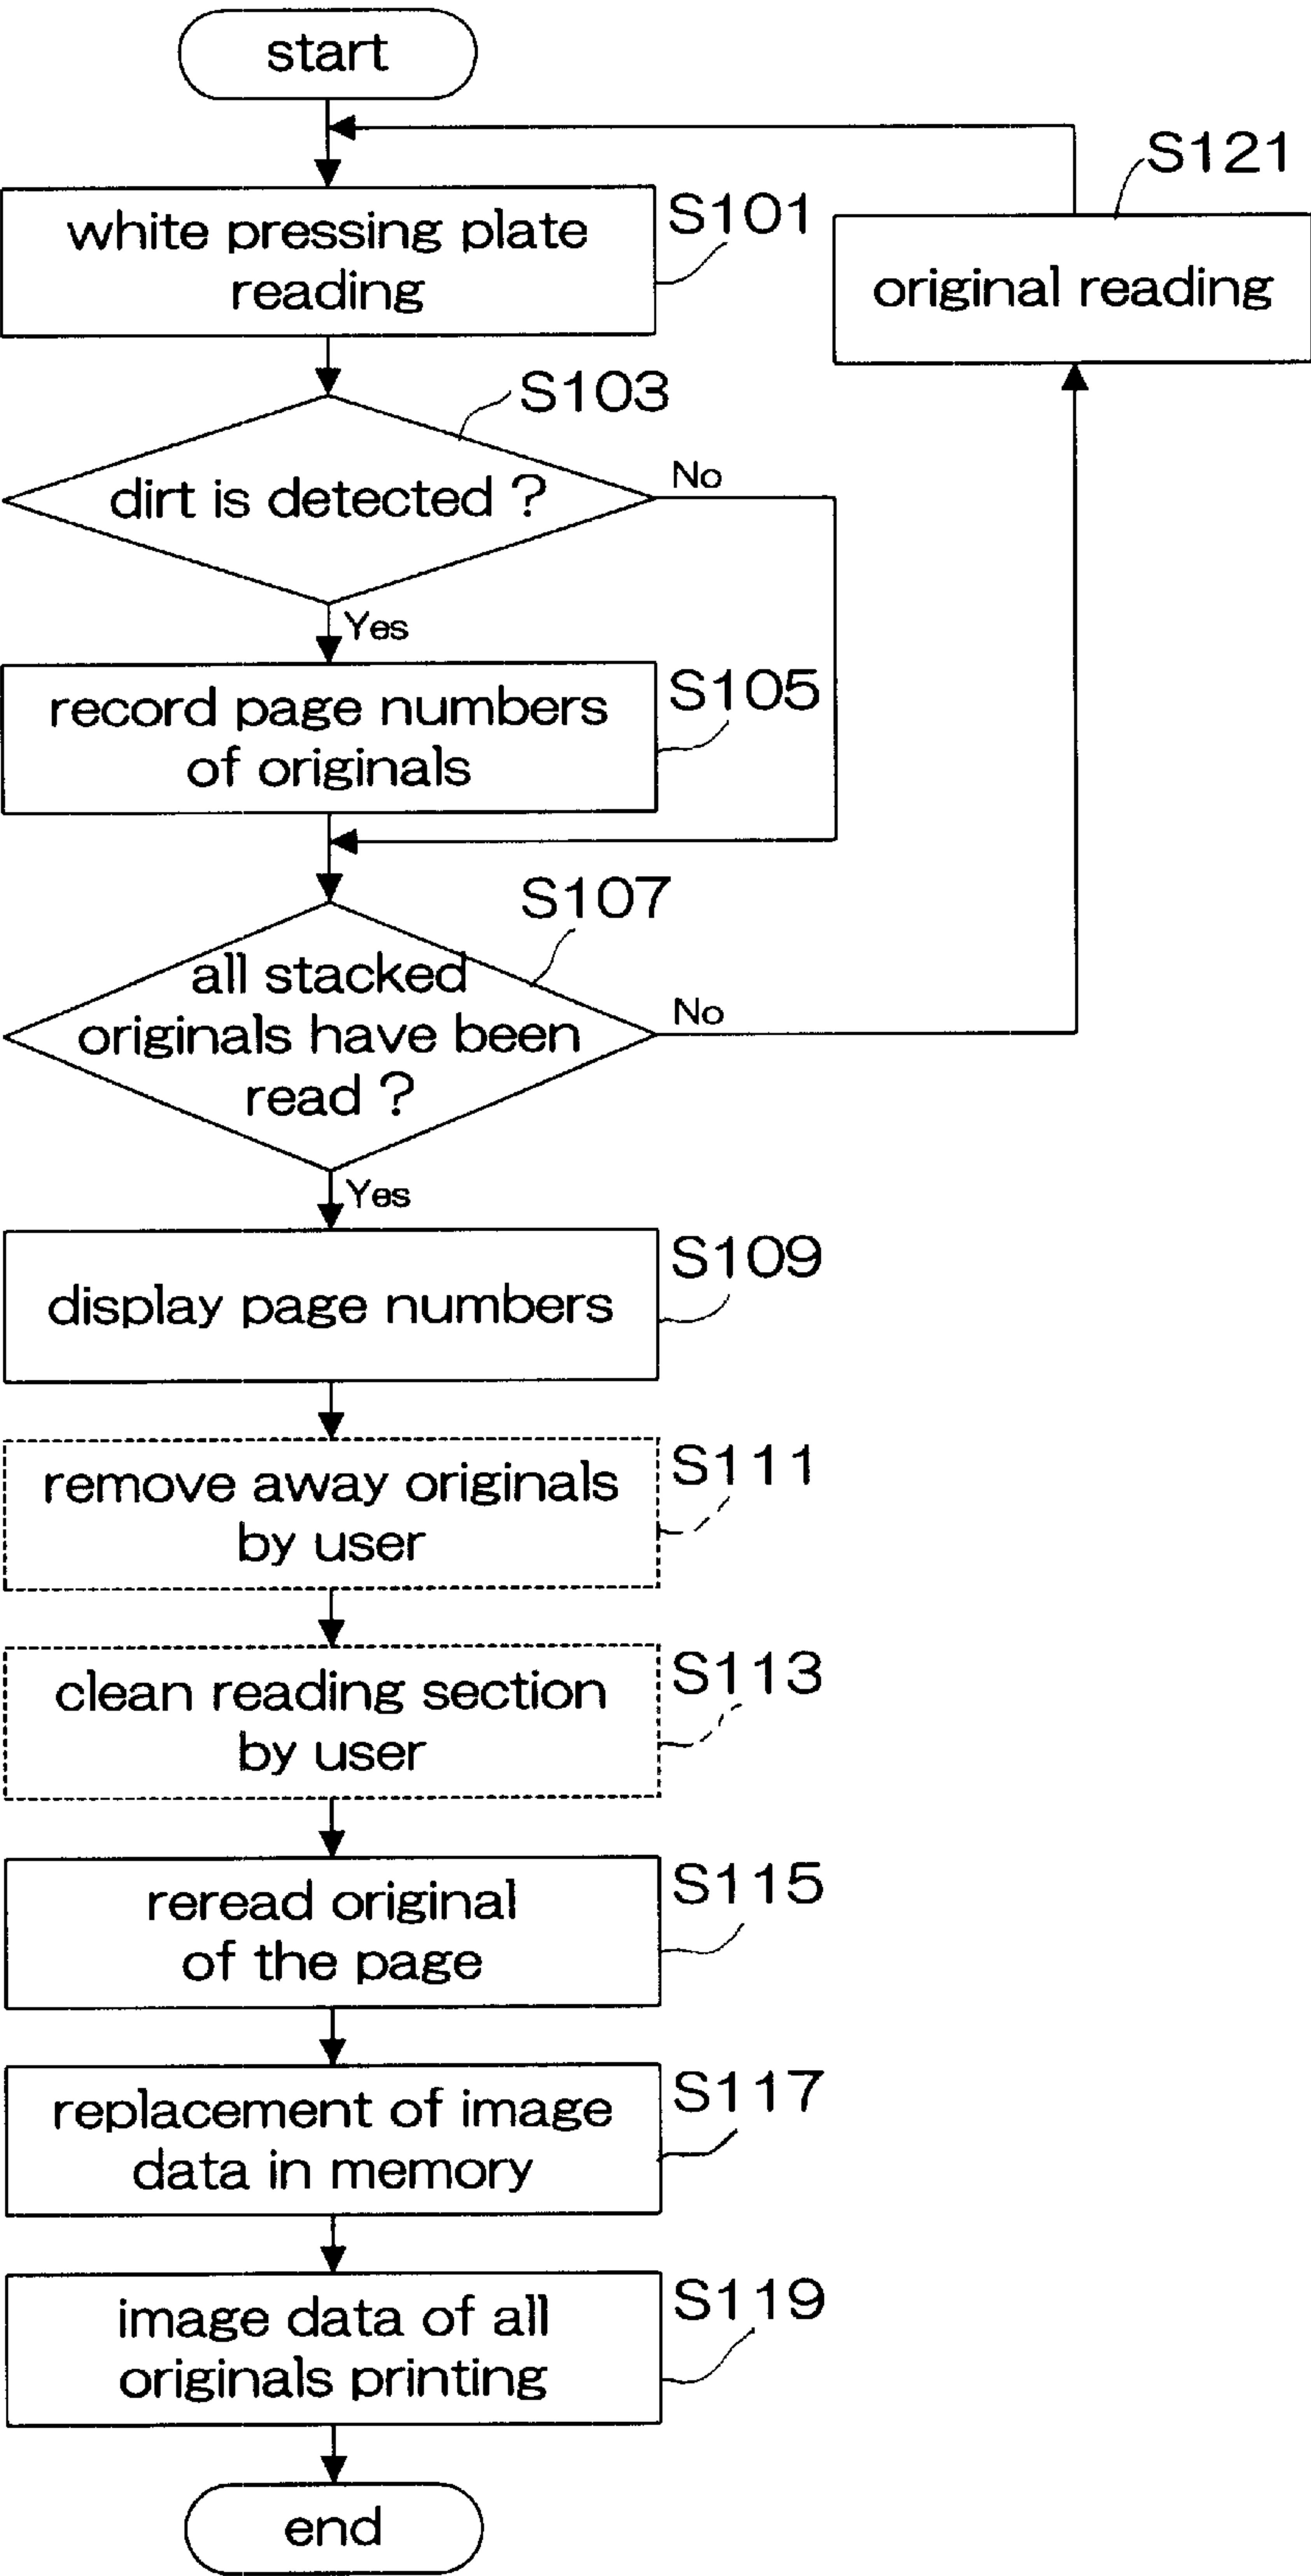 start
S121
S101
white pressing plate
reading
original reading
S103
No
dirt is detected ?
Yes
S105
record page numbers
of originals
S107
all stacked
originals have been
read ?
No
Yes
S109
display page numbers
S111
remove away originals
by user
S113
clean reading section
by user
S115
reread original
of the page
S117
replacement of image
data in memory
S119
image data of all
originals printing
end